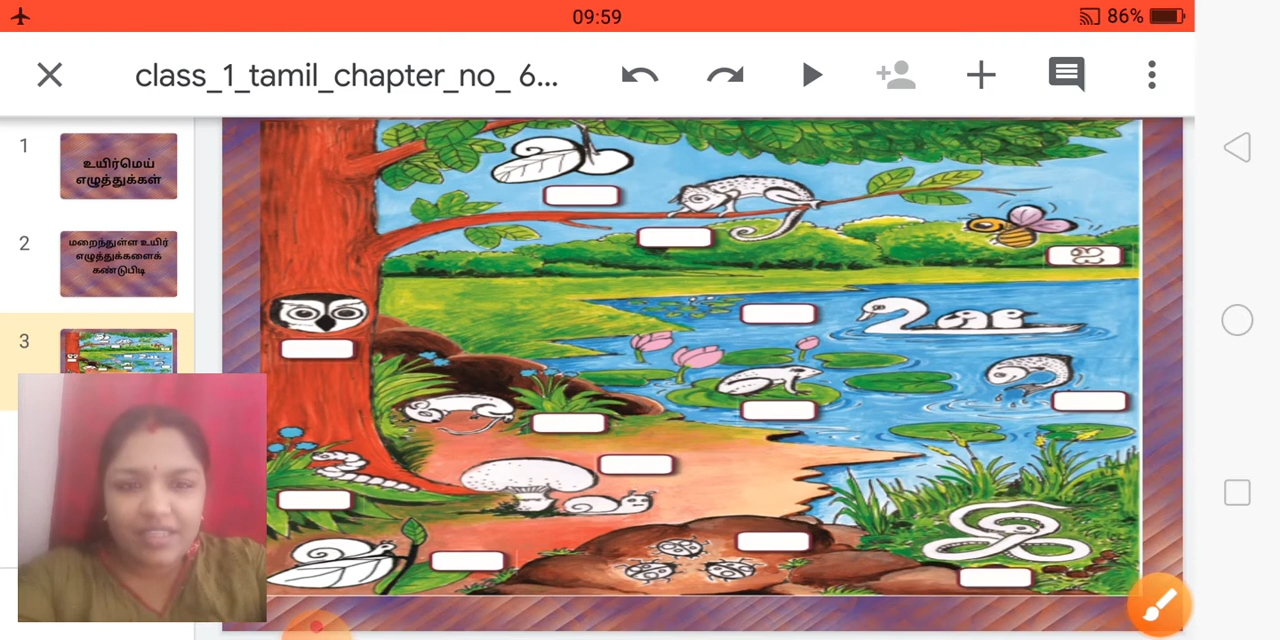 09:59
86%
class_1_tamil_chapter_no_ 6...
1
உயிர்மெய்
எழுத்துக்கள்
2
மறைந்துள்ள உயிர்
எழுத்துக்களைக்
கண்டுபிடி
3
ஐ